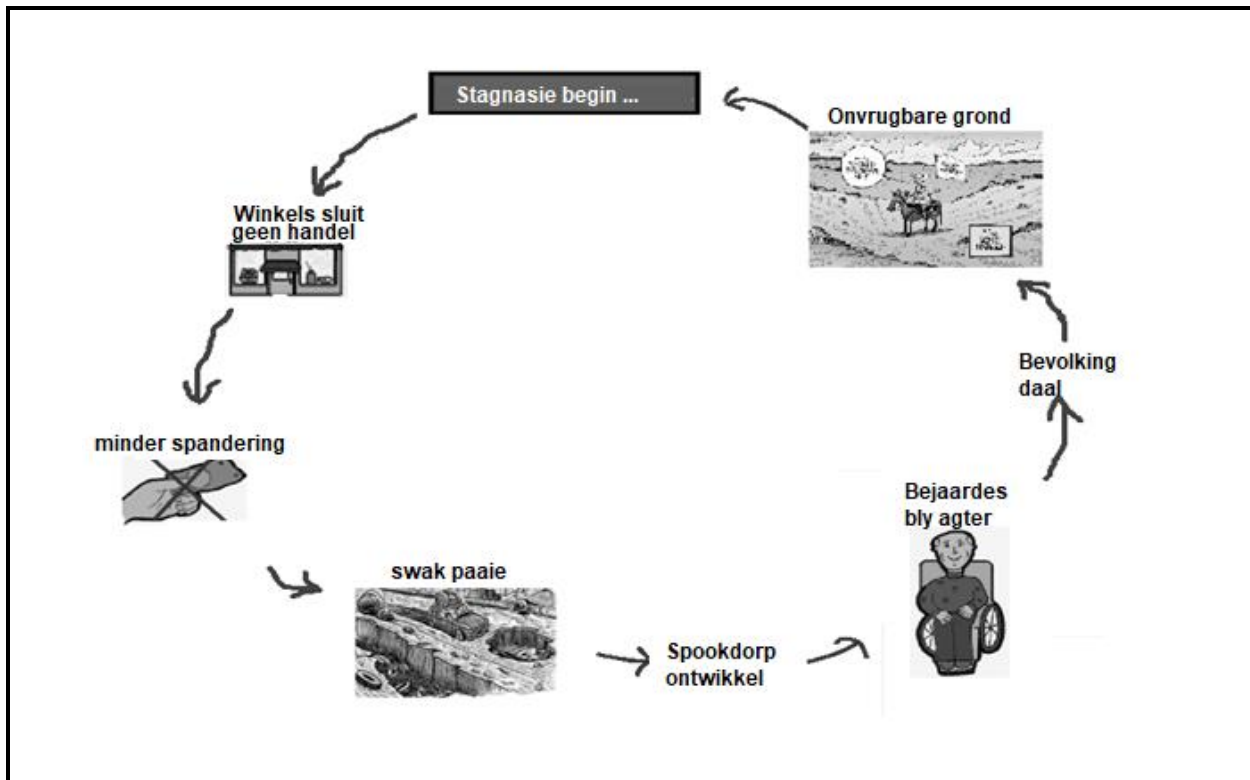 Stagnasie begin ...
Winkels sluit
geen handel
minder spandering
swak paaie
Spookdorp
ontwikkel
Bejaardes
bly agter
Bevolking
daal
Onvrugbare grond